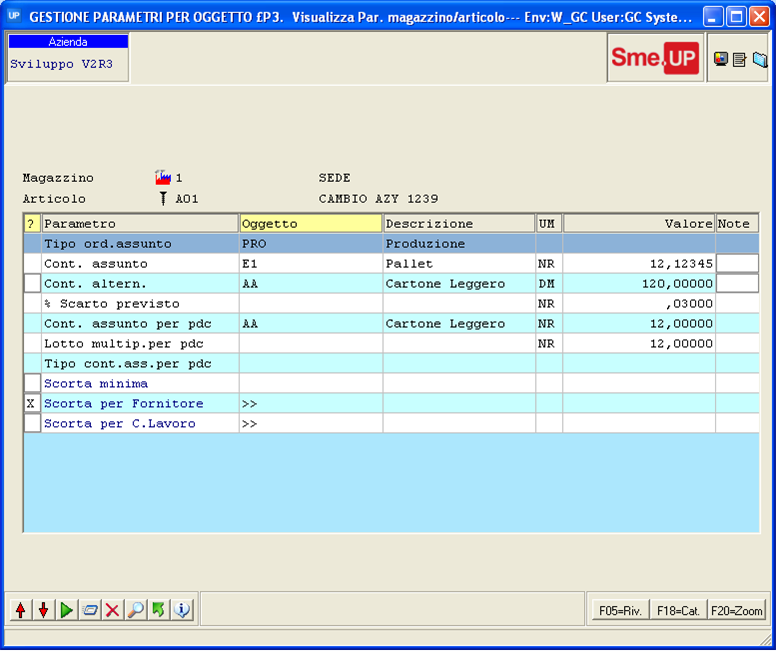 UP GESTIONE PARAMETRI PER OGGETTO £P3. Visualizza Par. magazzino/articolo--- Env:W_GC User:GC Syste...
Azienda
Sviluppo V2R3
Sme.UP
Magazzino 1 SEDE
Articolo A01 CAMBIO AZY 1239
? Parametro Oggetto Descrizione UM Valore Note
Tipo ord.assunto PRO Produzione
Cont. assunto E1 Pallet NR 12,12345
Cont. altern. AA Cartone Leggero DM 120,00000
% Scarto previsto NR ,03000
Cont. assunto per pdc AA Cartone Leggero NR 12,00000
Lotto multip.per pdc NR 12,00000
Tipo cont.ass.per pdc
Scorta minima
X Scorta per Fornitore >>
Scorta per C.Lavoro >>
F05=Riv. F18=Cat. F20=Zoom